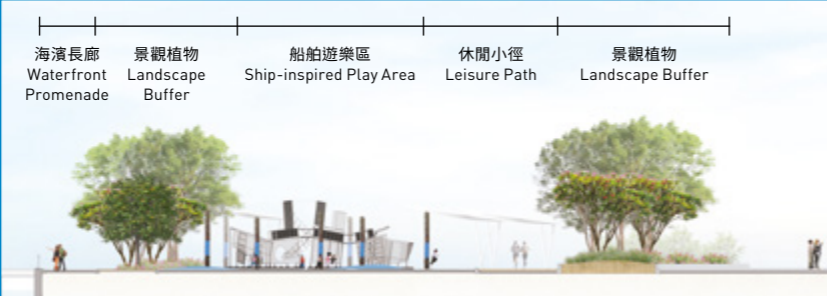 海濱長廊
Waterfront
Promenade
景觀植物
Landscape
Buffer
船舶遊樂區
Ship-inspired Play Area
休閒小徑
Leisure Path
景觀植物
Landscape Buffer